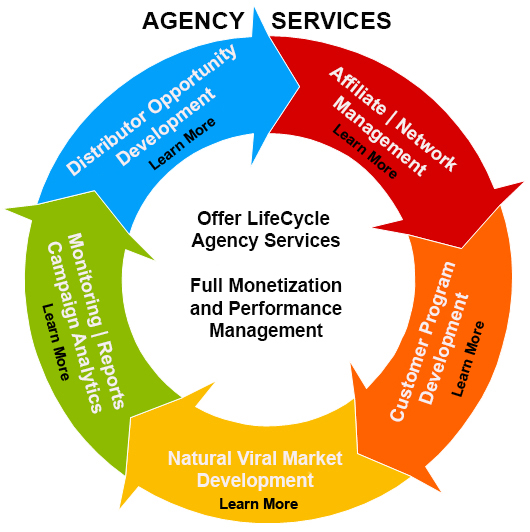 AGENCY SERVICES
Distributor Opportunity
Development
Learn More
Affiliate | Network
Management
Learn More
Customer Program
Development
Learn More
Natural Viral Market
Development
Learn More
Monitoring | Reports
Campaign Analytics
Learn More
Offer LifeCycle
Agency Services
Full Monetization
and Performance
Management